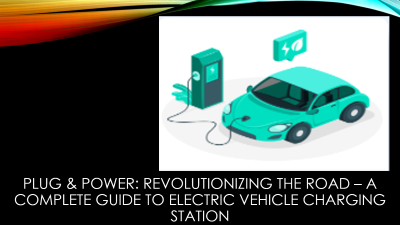 PLUG & POWER: REVOLUTIONIZING THE ROAD – A
COMPLETE GUIDE TO ELECTRIC VEHICLE CHARGING
STATION